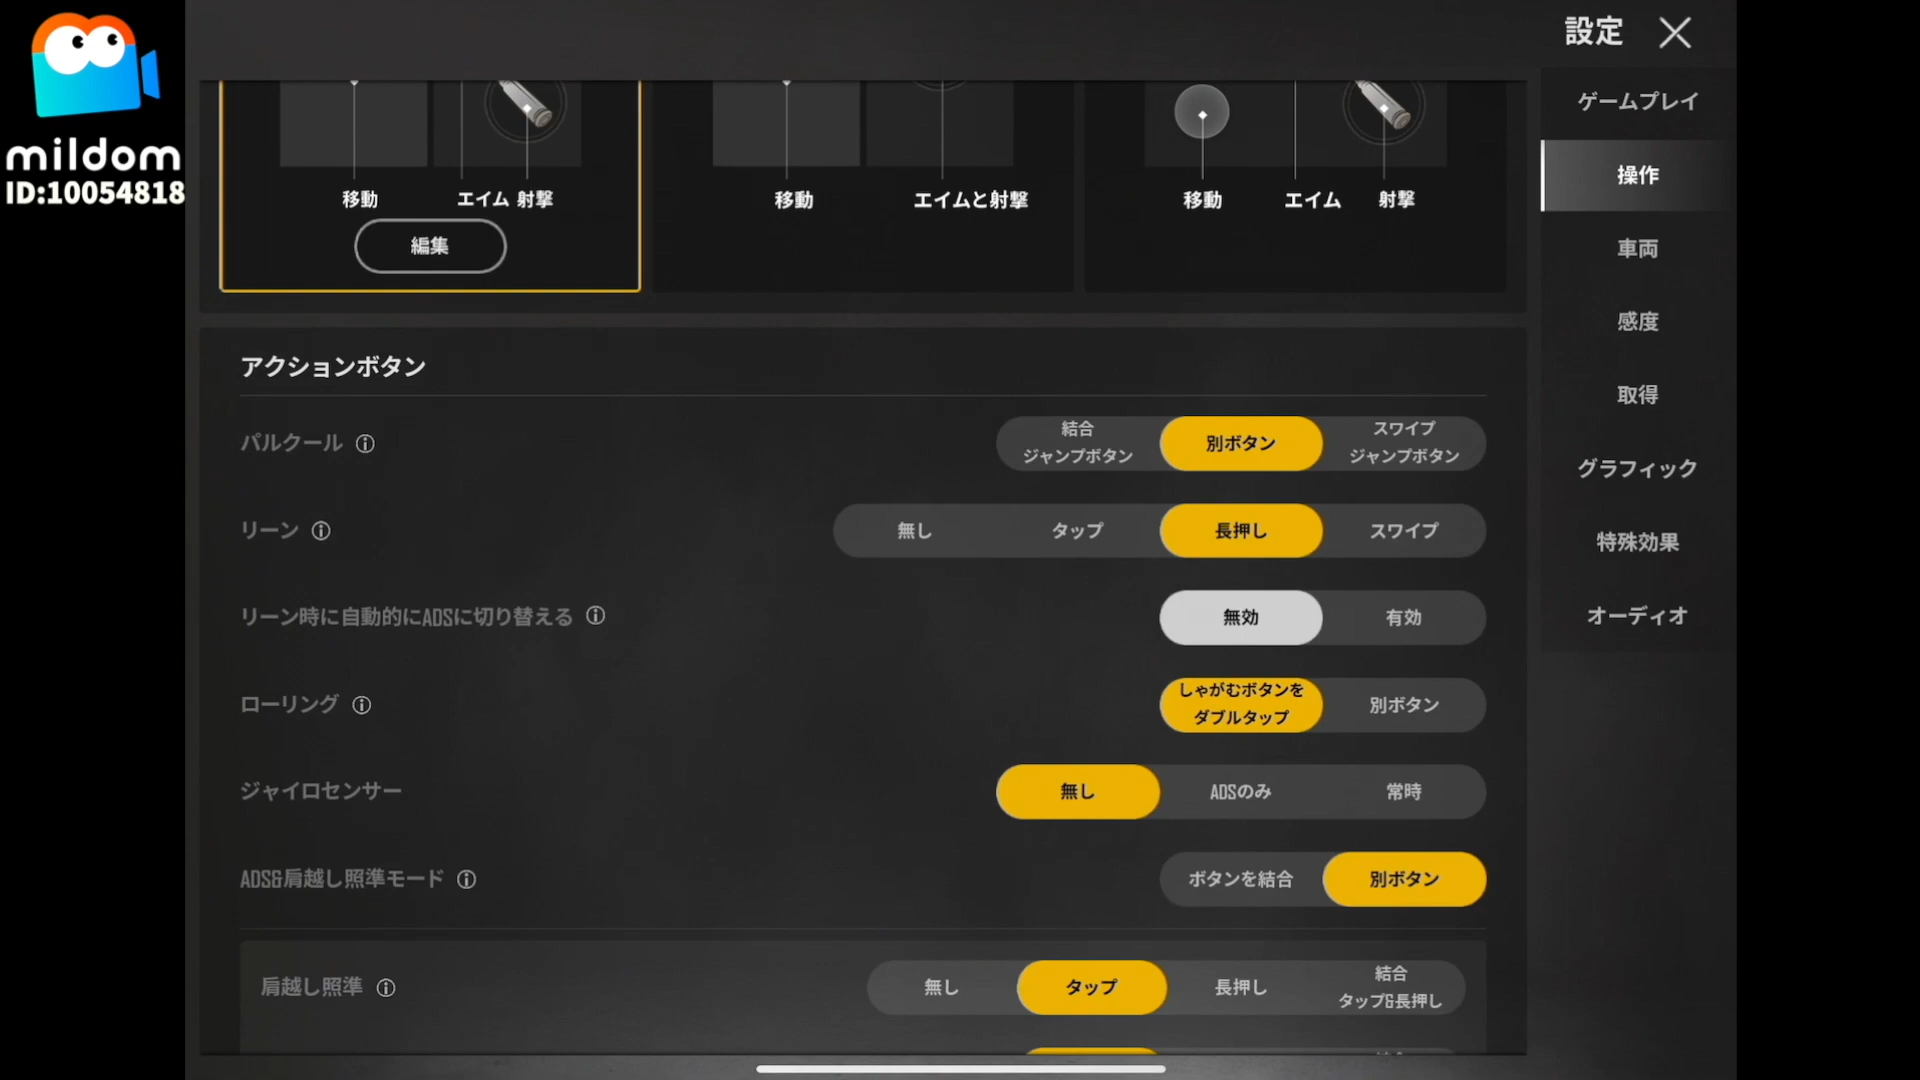 mildom
ID:10054818
設定
移動 エイム 射撃
編集
移動 エイムと射撃
移動 エイム 射撃
ゲームプレイ
操作
車両
感度
取得
グラフィック
特殊効果
オーディオ
アクションボタン
パルクール
結合
ジャンプボタン
別ボタン
スワイプ
ジャンプボタン
リーン
無し
タップ
長押し
スワイプ
リーン時に自動的にADSに切り替える
無効
有効
ローリング
しゃがむボタンを
ダブルタップ
別ボタン
ジャイロセンサー
無し
ADSのみ
常時
ADS&肩越し照準モード
ボタンを結合
別ボタン
肩越し照準
無し
タップ
長押し
結合
タップ&長押し